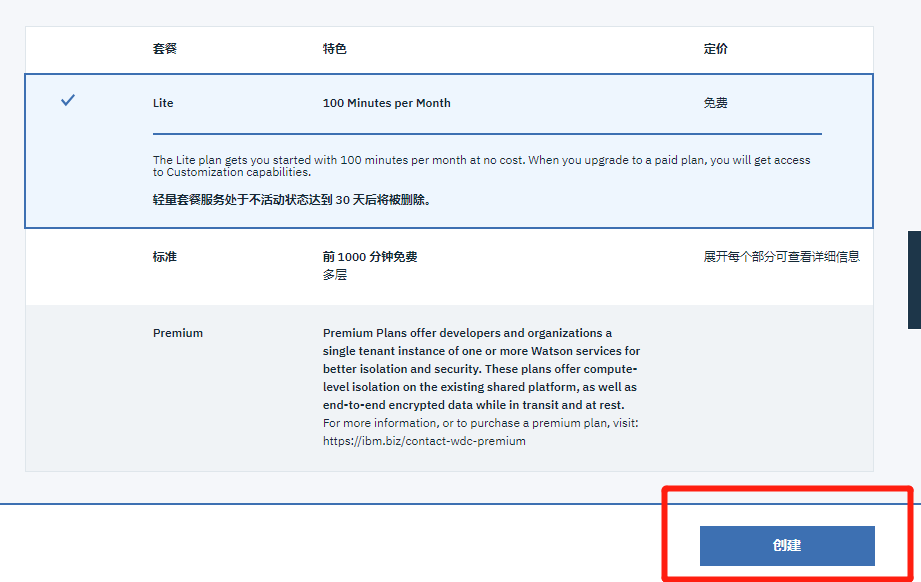 套餐 特色 定价
Lite 100 Minutes per Month 免费
The Lite plan gets you started with 100 minutes per month at no cost. When you upgrade to a paid plan, you will get access
to Customization capabilities.
轻量套餐服务处于不活动状态达到 30 天后将被删除。
标准 前 1000 分钟免费 展开每个部分可查看详细信息
多层
Premium Premium Plans offer developers and organizations a
single tenant instance of one or more Watson services for
better isolation and security. These plans offer compute-
level isolation on the existing shared platform, as well as
end-to-end encrypted data while in transit and at rest.
For more information, or to purchase a premium plan, visit:
https://ibm.biz/contact-wdc-premium
创建